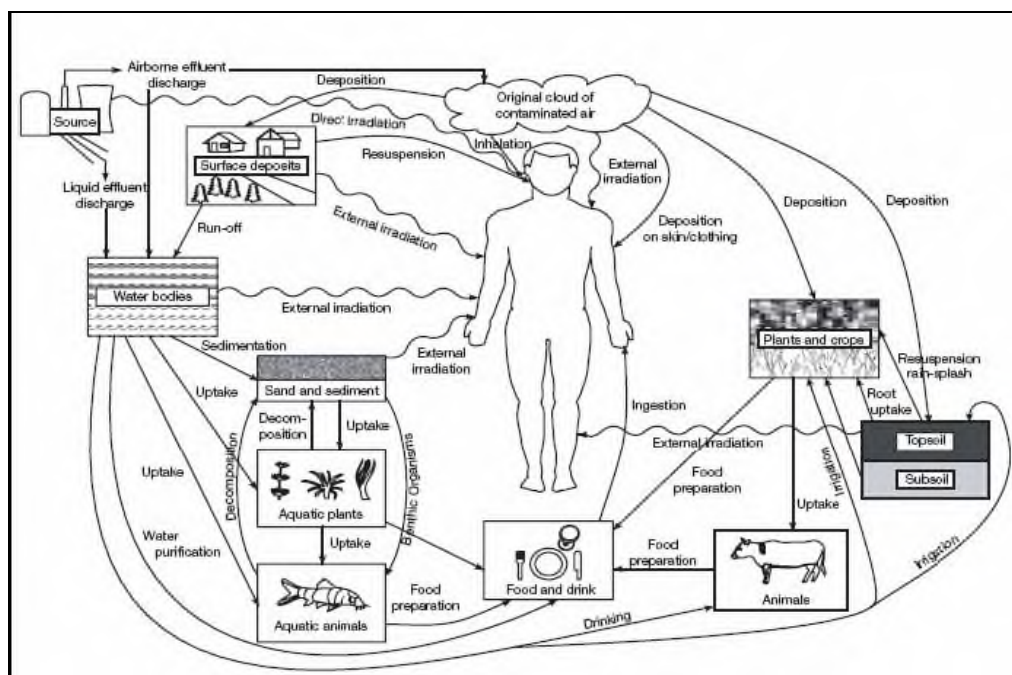 Airborne effluent
discharge
Desposition
Original cloud of
contaminated air
Source
Direct irradiation
Inhalation
Surface deposits
Resuspension
External
irradiation
Liquid effluent
discharge
Deposition
Deposition
Run-off
External irradiation
Deposition
on skin/clothing
Water bodies
External irradiation
Sedimentation
External
irradiation
Plants and crops
Resuspension
rain-splash
Sand and sediment
Uptake
Decom-
position
Uptake
Ingestion
Root
uptake
External irradiation
Topsoil
Subsoil
Uptake
Decomposition
Benthic Organisms
Aquatic plants
Food
preparation
Irrigation
Uptake
Water
purification
Uptake
Food and drink
Food
preparation
Animale
Irrigation
Aquatic animals
Food
preparation
Drinking